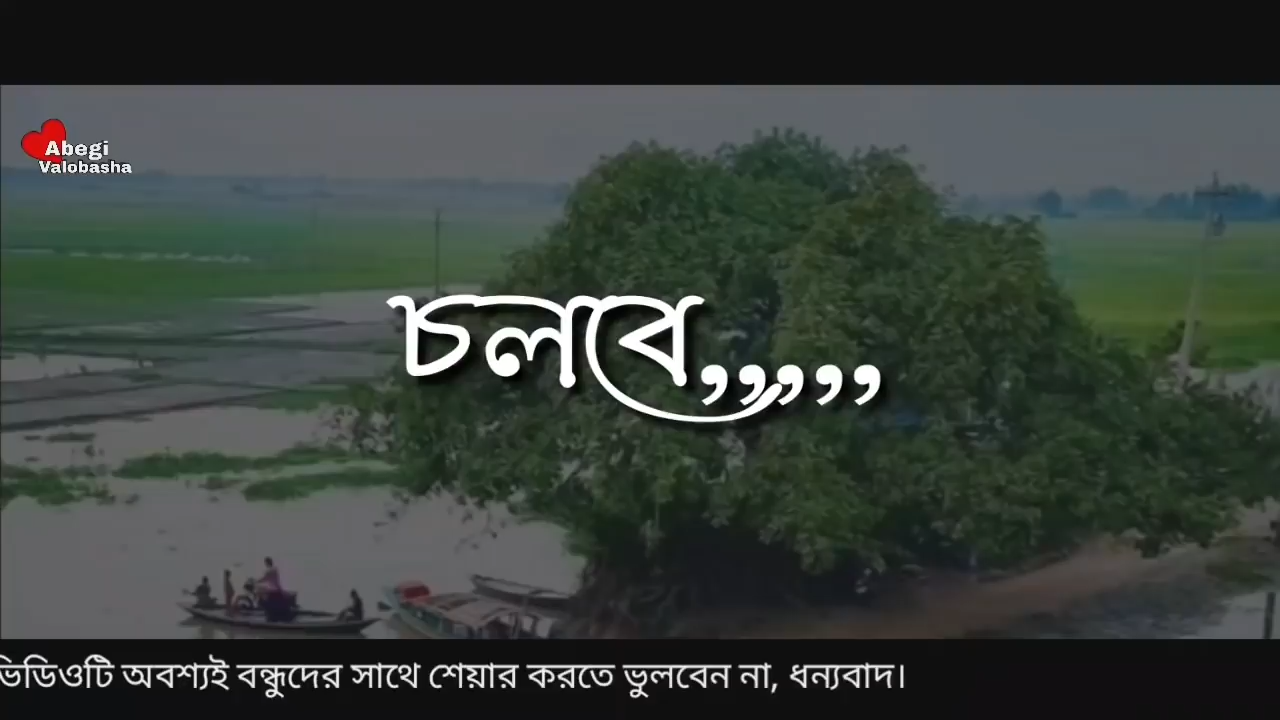 Abegi
Valobasha
চলবে,,,,,
ভিডিওটি অবশ্যই বন্ধুদের সাথে শেয়ার করতে ভুলবেন না, ধন্যবাদ।